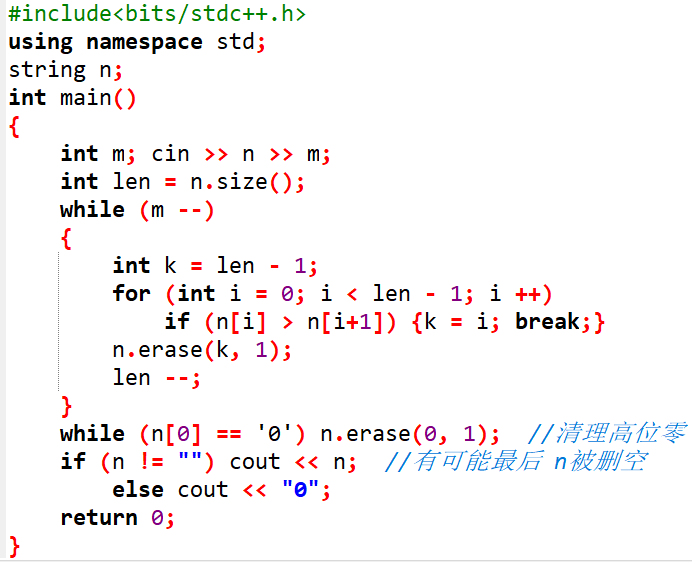 #include<bits/stdc++.h>
using namespace std;
string n;
int main()
{
    int m; cin >> n >> m;
    int len = n.size();
    while (m --)
    {
        int k = len - 1;
        for (int i = 0; i < len - 1; i ++)
            if (n[i] > n[i+1]) {k = i; break;}
        n.erase(k, 1);
        len --;
    }
    while (n[0] == '0') n.erase(0, 1);  //清理高位零
    if (n != "") cout << n;  //有可能最后 n被删空
        else cout << "0";
    return 0;
}